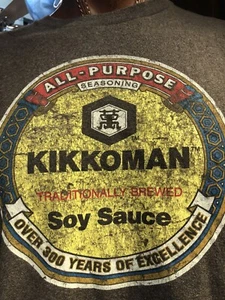 ALL-PURPOSE
SEASONING
KIKKOMAN
TRADITIONALLY BREWED
Soy Sauce
OVER 300 YEARS OF EXCELLENCE